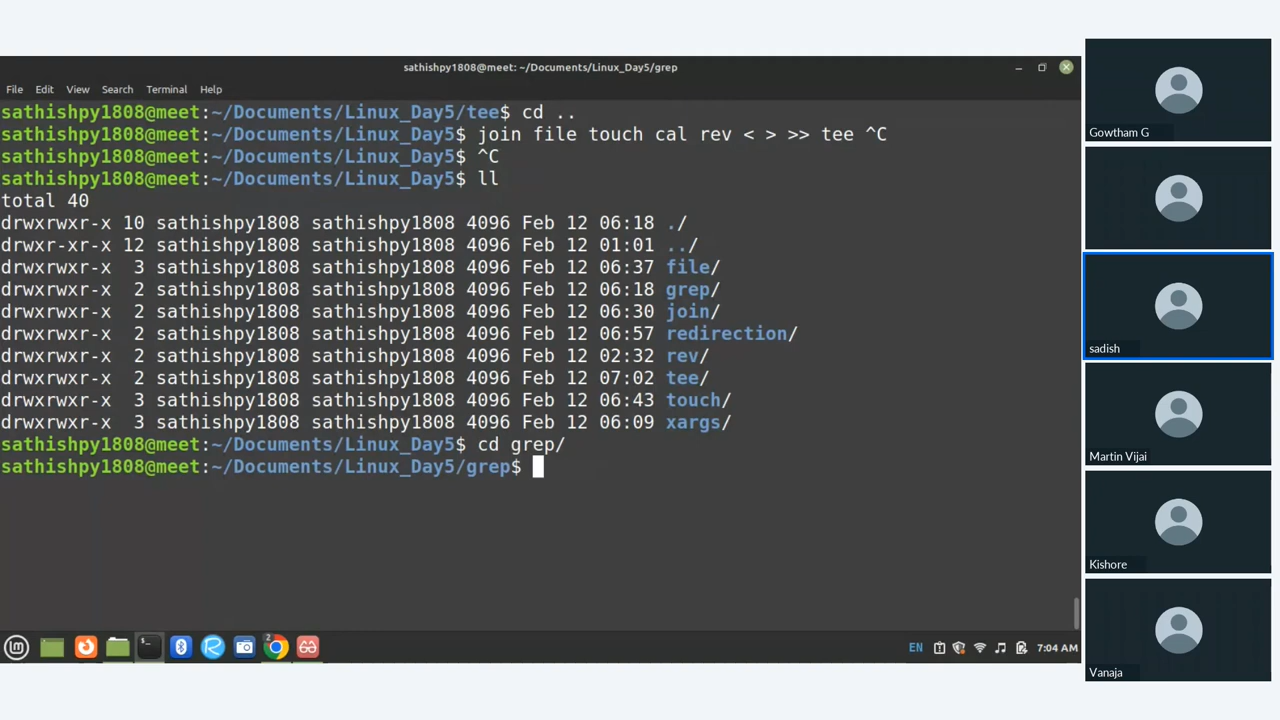 sathishpy1808@meet: ~/Documents/Linux_Day5/grep
File Edit View Search Terminal Help
sathishpy1808@meet:~/Documents/Linux_Day5/tee$ cd ..
sathishpy1808@meet:~/Documents/Linux_Day5$ join file touch cal rev < > >> tee ^C
sathishpy1808@meet:~/Documents/Linux_Day5$ ^C
sathishpy1808@meet:~/Documents/Linux_Day5$ ll
total 40
drwxrwxr-x 10 sathishpy1808 sathishpy1808 4096 Feb 12 06:18 ./
drwxr-xr-x 12 sathishpy1808 sathishpy1808 4096 Feb 12 01:01 ../
drwxrwxr-x  3 sathishpy1808 sathishpy1808 4096 Feb 12 06:37 file/
drwxrwxr-x  2 sathishpy1808 sathishpy1808 4096 Feb 12 06:18 grep/
drwxrwxr-x  2 sathishpy1808 sathishpy1808 4096 Feb 12 06:30 join/
drwxrwxr-x  2 sathishpy1808 sathishpy1808 4096 Feb 12 06:57 redirection/
drwxrwxr-x  2 sathishpy1808 sathishpy1808 4096 Feb 12 02:32 rev/
drwxrwxr-x  2 sathishpy1808 sathishpy1808 4096 Feb 12 07:02 tee/
drwxrwxr-x  3 sathishpy1808 sathishpy1808 4096 Feb 12 06:43 touch/
drwxrwxr-x  3 sathishpy1808 sathishpy1808 4096 Feb 12 06:09 xargs/
sathishpy1808@meet:~/Documents/Linux_Day5$ cd grep/
sathishpy1808@meet:~/Documents/Linux_Day5/grep$
2
EN 7:04 AM
Gowtham G
sadish
Martin Vijai
Kishore
Vanaja